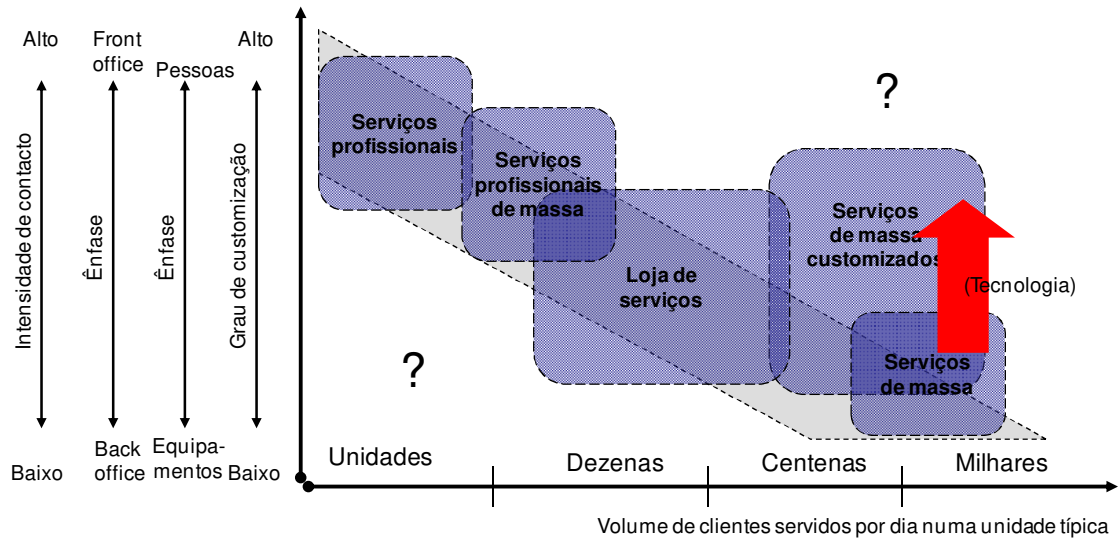 Alto
Front
office
Pessoas
Alto
Intensidade de contacto
Ênfase
Ênfase
Grau de customização
Baixo
Back
office
Equipa-
mentos
Baixo
Serviços
profissionais
Serviços
profissionais
de massa
Loja de
serviços
?
Serviços
de massa
customizados
(Tecnologia)
Serviços
de massa
?
Unidades
Dezenas
Centenas
Milhares
Volume de clientes servidos por dia numa unidade típica